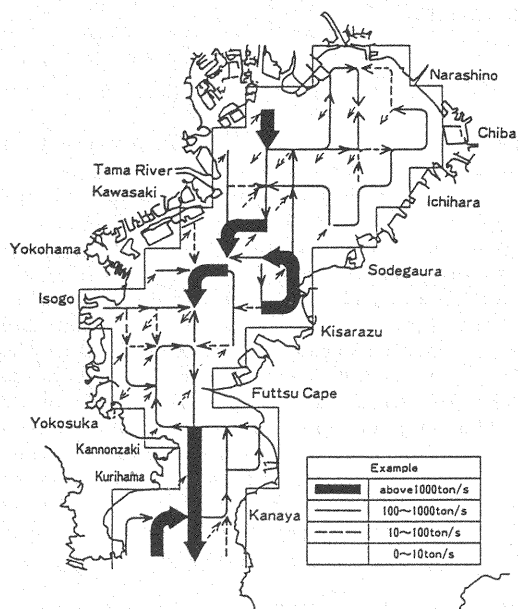 Narashino
Chiba
Tama River
Kawasaki
Ichihara
Yokohama
Sodegaura
Isogo
Kisarazu
Futtsu Cape
Yokosuka
Kannonzaki
Kurihama
Kanaya
Example
above1000ton/s
100～1000ton/s
10～100ton/s
0～10ton/s